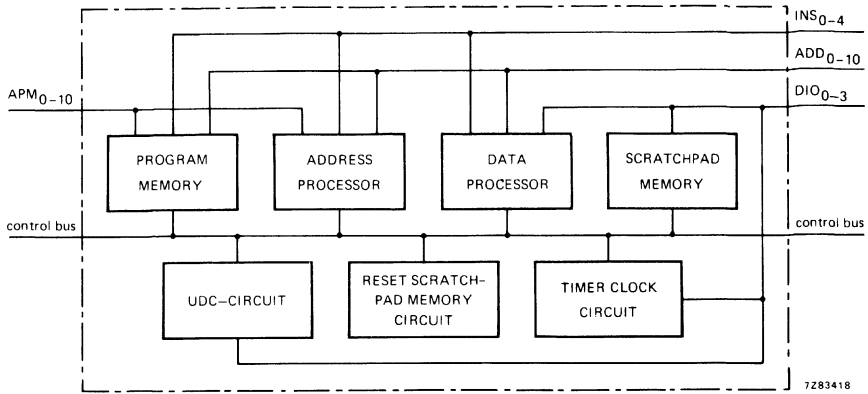 INS0–4
ADD0–10
APM0–10
DIO0–3
PROGRAM
MEMORY
ADDRESS
PROCESSOR
DATA
PROCESSOR
SCRATCHPAD
MEMORY
control bus
control bus
UDC–CIRCUIT
RESET SCRATCH–
PAD MEMORY
CIRCUIT
TIMER CLOCK
CIRCUIT
7Z83418